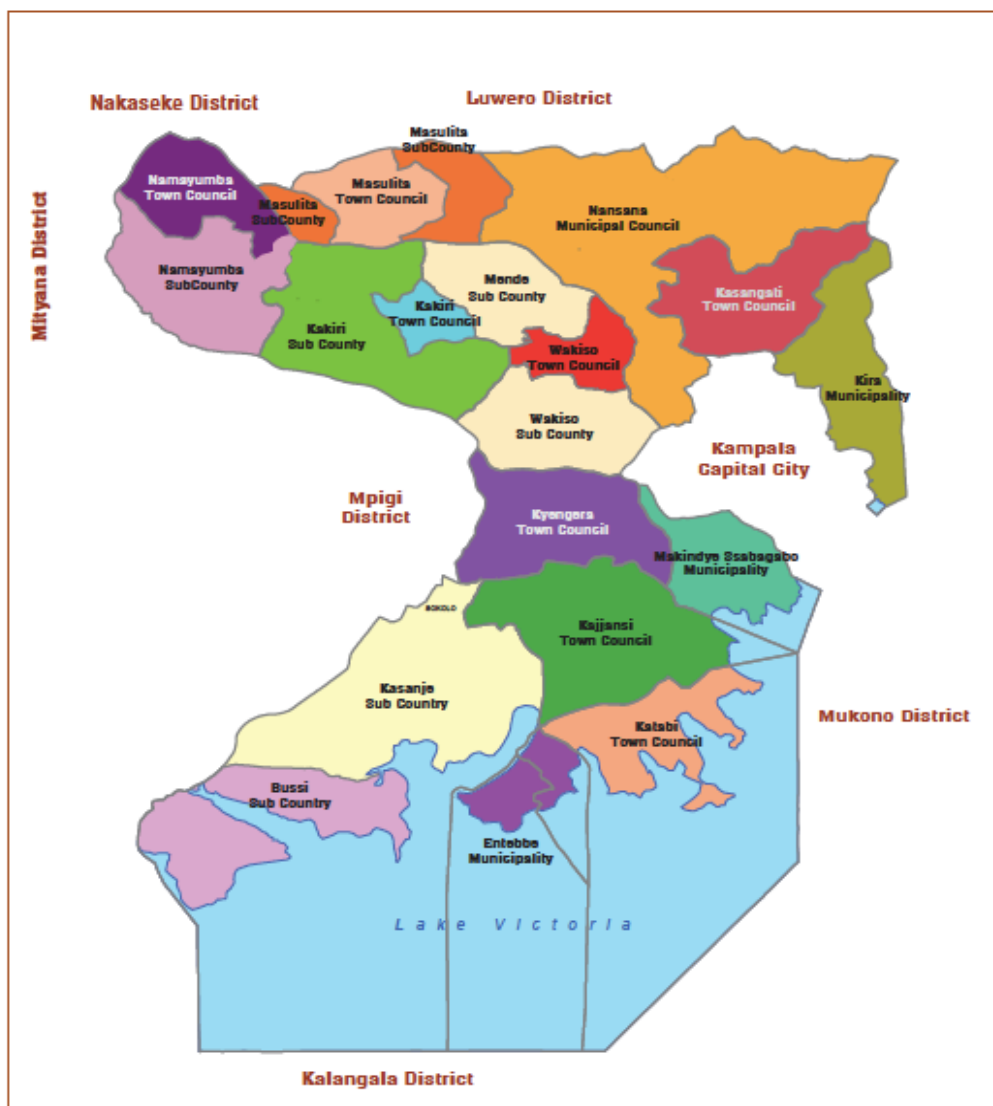 Nakaseke District
Luwero District
Masulita
SubCounty
Namayumba
Town Council
Masulita
Town Council
Masulita
SubCounty
Nansana
Municipal Council
Mityana District
Namayumba
SubCounty
Mende
Sub County
Kasangati
Town Council
Kakiri
Town Council
Kakiri
Sub County
Wakiso
Town Council
Kira
Municipality
Wakiso
Sub County
Kampala
Capital City
Mpigi
District
Kyengera
Town Council
Makindye Ssabagabo
Municipality
BOKOLO
Kajjansi
Town Council
Kasanje
Sub Country
Mukono District
Katabi
Town Council
Bussi
Sub Country
Entebbe
Municipality
Lake Victoria
Kalangala District